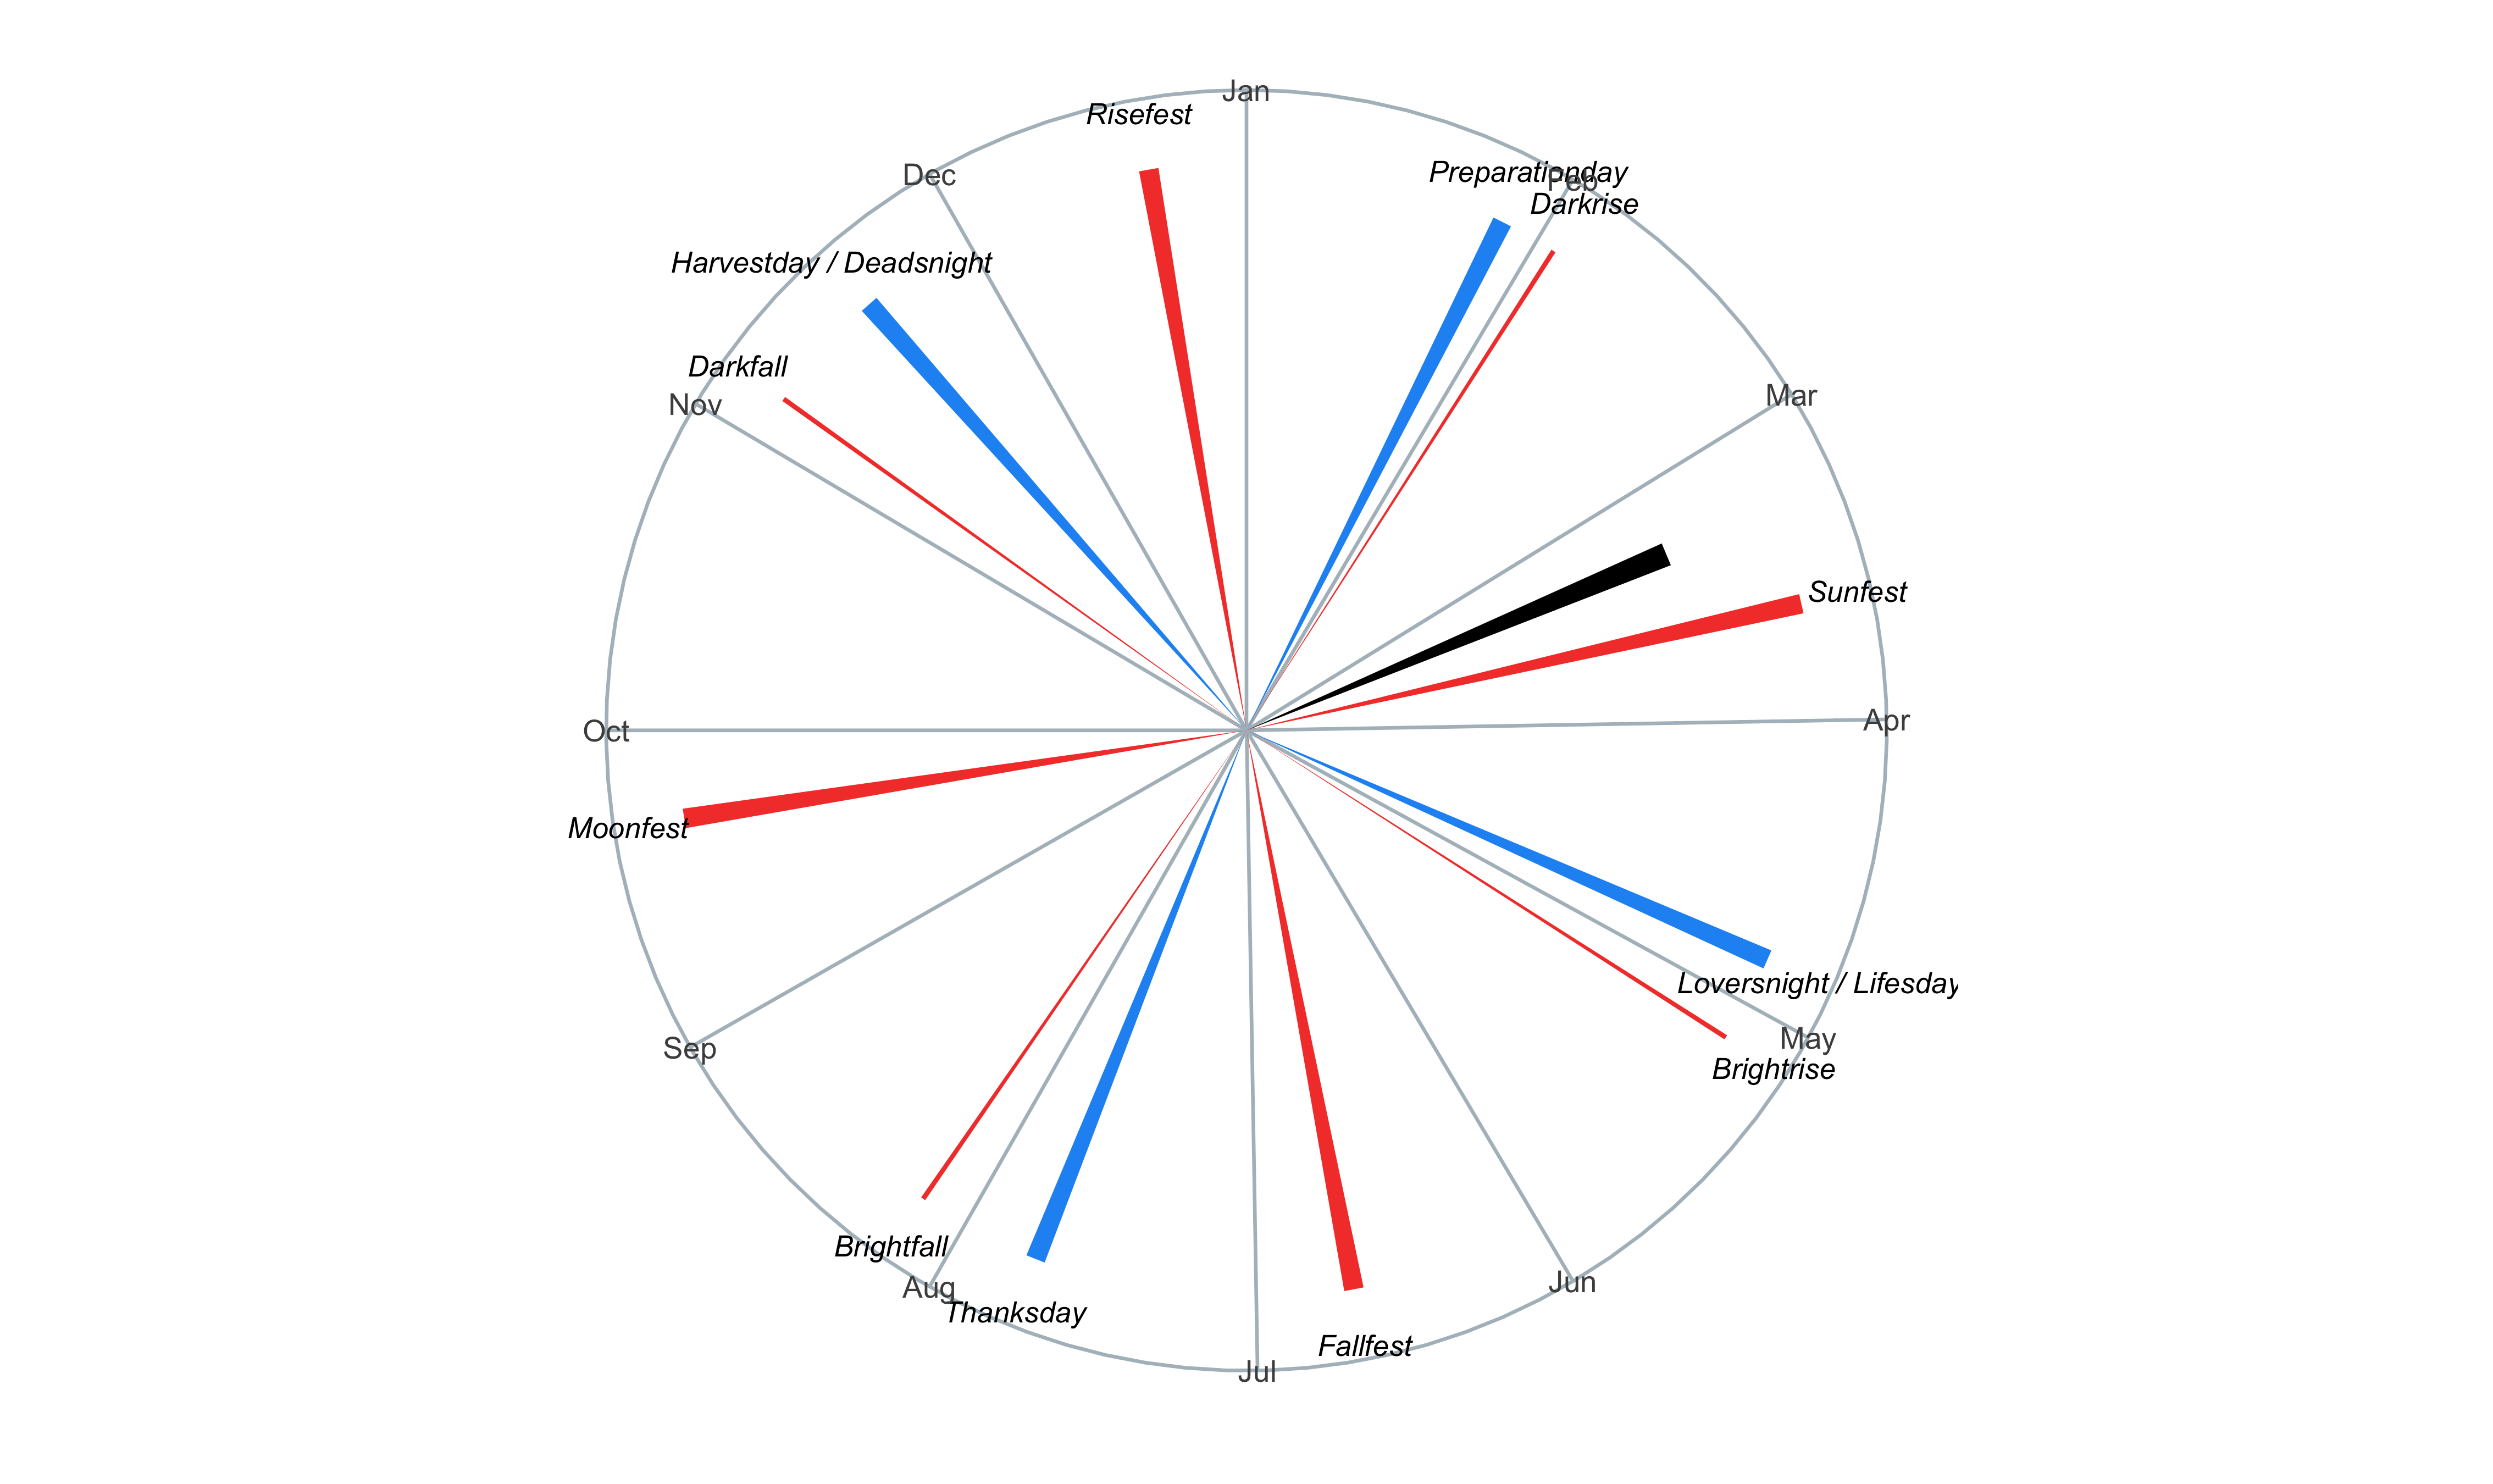 Jan
Risefest
Preparationday
Feb
Dec
Darkrise
Harvestday / Deadsnight
Darkfall
Mar
Nov
Sunfest
Apr
Oct
Moonfest
Loversnight / Lifesday
May
Sep
Brightrise
Brightfall
Jun
Aug
Thanksday
Fallfest
Jul